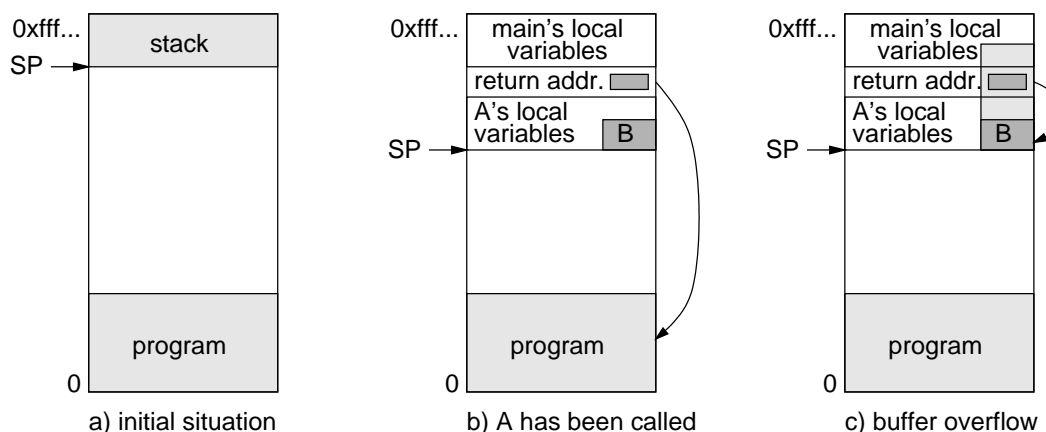 0xfff...
stack
SP
program
0
a) initial situation
0xfff...
main's local
variables
return addr.
A's local
variables
B
SP
program
0
b) A has been called
0xfff...
main's local
variables
return addr.
A's local
variables
B
SP
program
0
c) buffer overflow